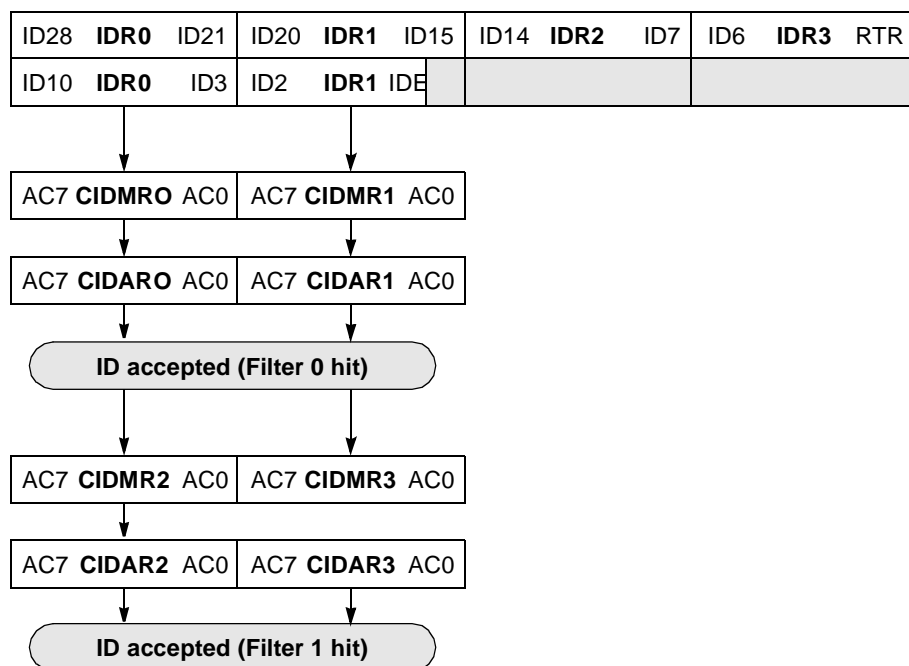 ID28 IDR0 ID21 ID20 IDR1 ID15 ID14 IDR2 ID7 ID6 IDR3 RTR
ID10 IDR0 ID3 ID2 IDR1 IDE
AC7 CIDMRO AC0 AC7 CIDMR1 AC0
AC7 CIDARO AC0 AC7 CIDAR1 AC0
ID accepted (Filter 0 hit)
AC7 CIDMR2 AC0 AC7 CIDMR3 AC0
AC7 CIDAR2 AC0 AC7 CIDAR3 AC0
ID accepted (Filter 1 hit)